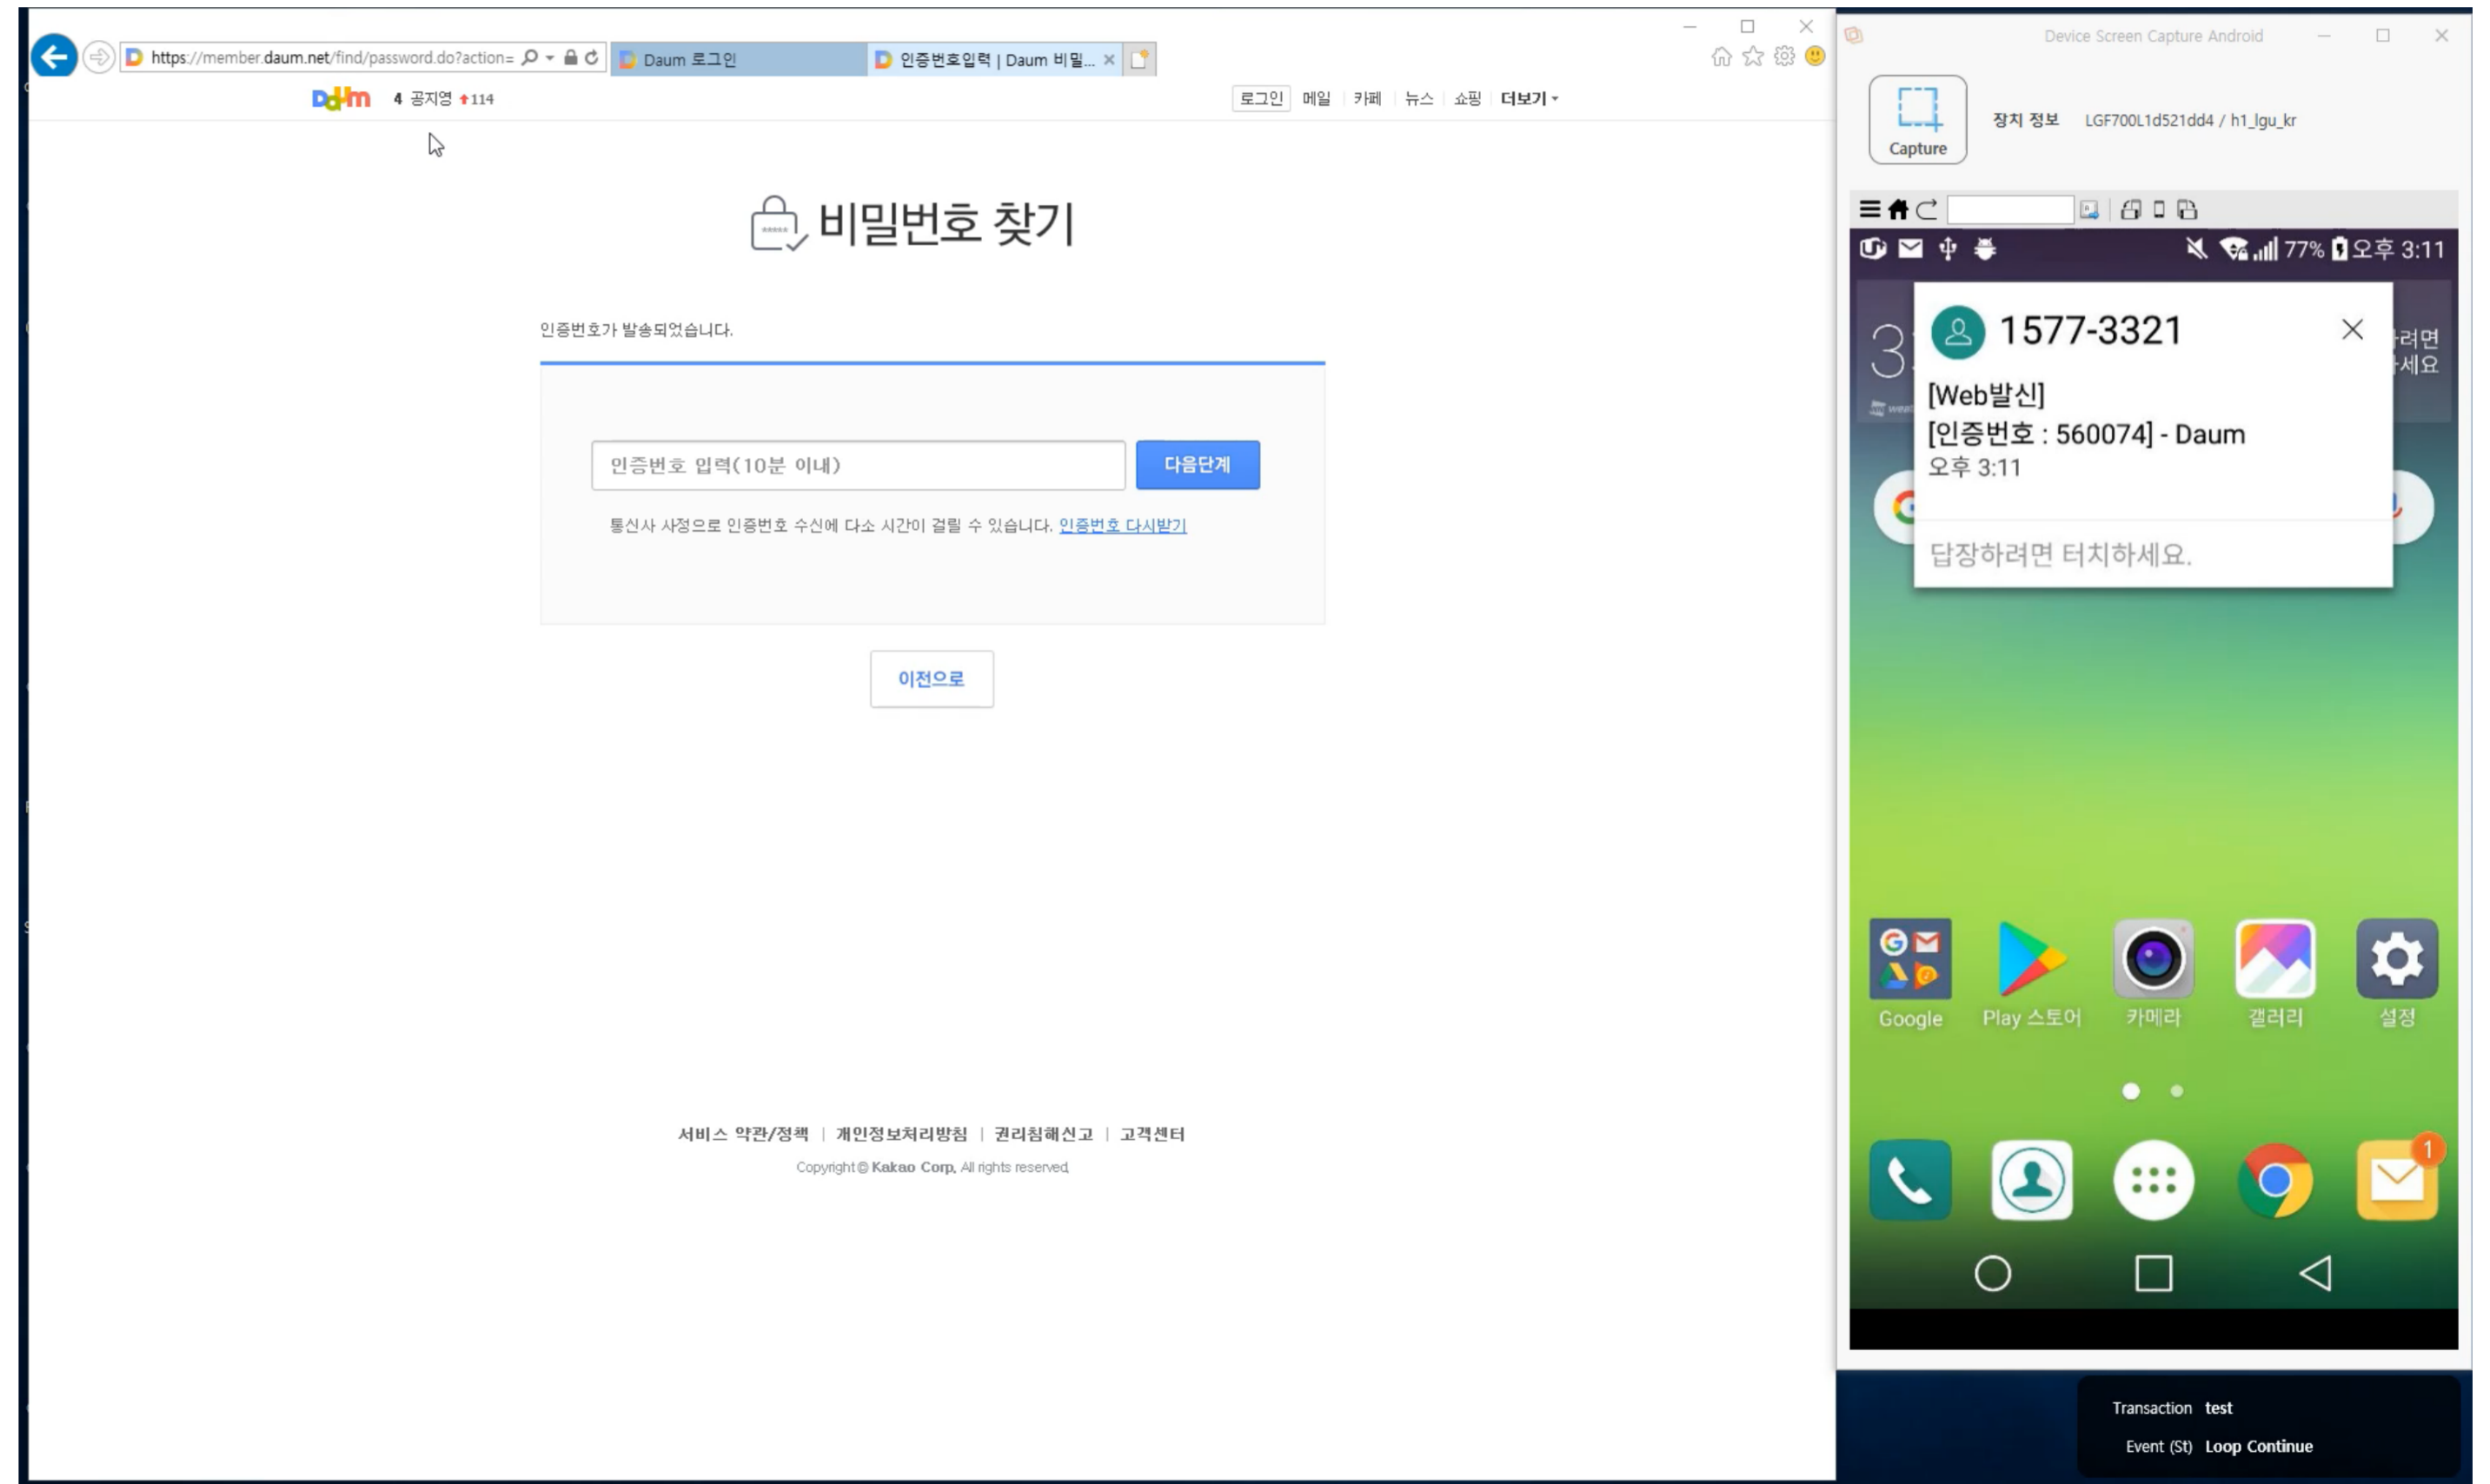 https://member.daum.net/find/password.do?action=
Daum 로그인
인증번호입력 | Daum 비밀...
Daum
4 공지영 114
로그인 메일 카페 뉴스 쇼핑 더보기
비밀번호 찾기
인증번호가 발송되었습니다.
인증번호 입력(10분 이내)
다음단계
통신사 사정으로 인증번호 수신에 다소 시간이 걸릴 수 있습니다. 인증번호 다시받기
이전으로
서비스 약관/정책 | 개인정보처리방침 | 권리침해신고 | 고객센터
Copyright © Kakao Corp. All rights reserved.
Device Screen Capture Android
Capture
장치 정보 LGF700L1d521dd4 / h1_lgu_kr
77% 오후 3:11
1577-3321
[Web발신]
[인증번호 : 560074] - Daum
오후 3:11
답장하려면 터치하세요.
Google
Play 스토어
카메라
갤러리
설정
1
Transaction test
Event (St) Loop Continue